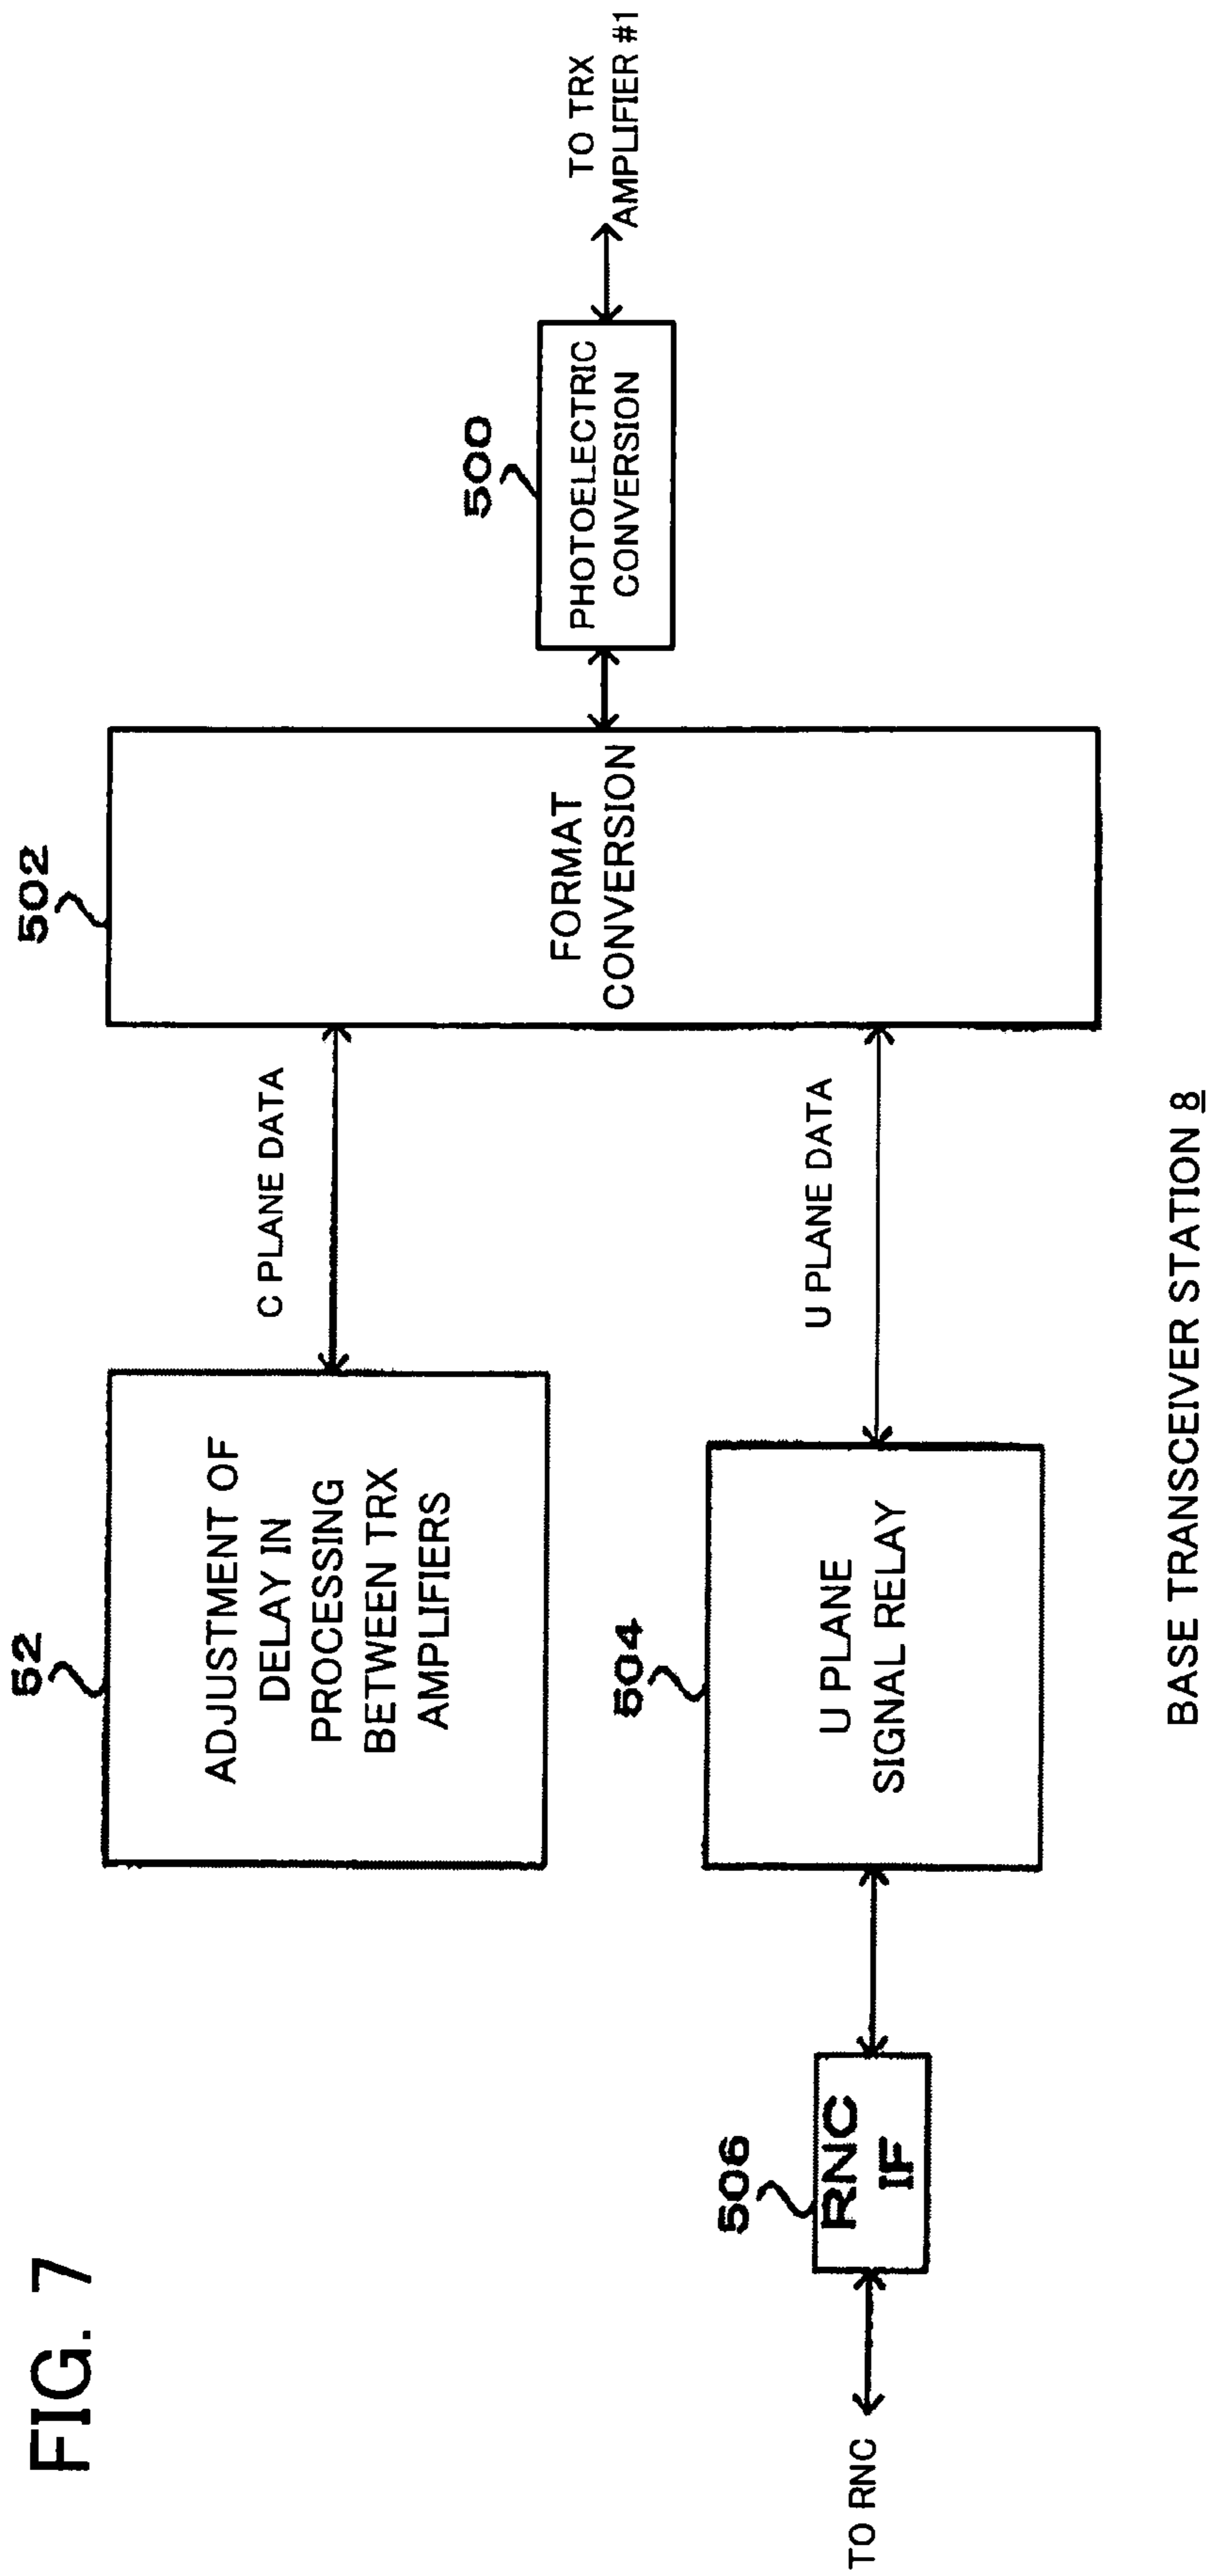 FIG. 7
52
ADJUSTMENT OF
DELAY IN
PROCESSING
BETWEEN TRX
AMPLIFIERS
C PLANE DATA
502
FORMAT
CONVERSION
500
PHOTOELECTRIC
CONVERSION
TO TRX
AMPLIFIER #1
TO RNC
506
RNC
IF
504
U PLANE
SIGNAL RELAY
U PLANE DATA
BASE TRANSCEIVER STATION 8